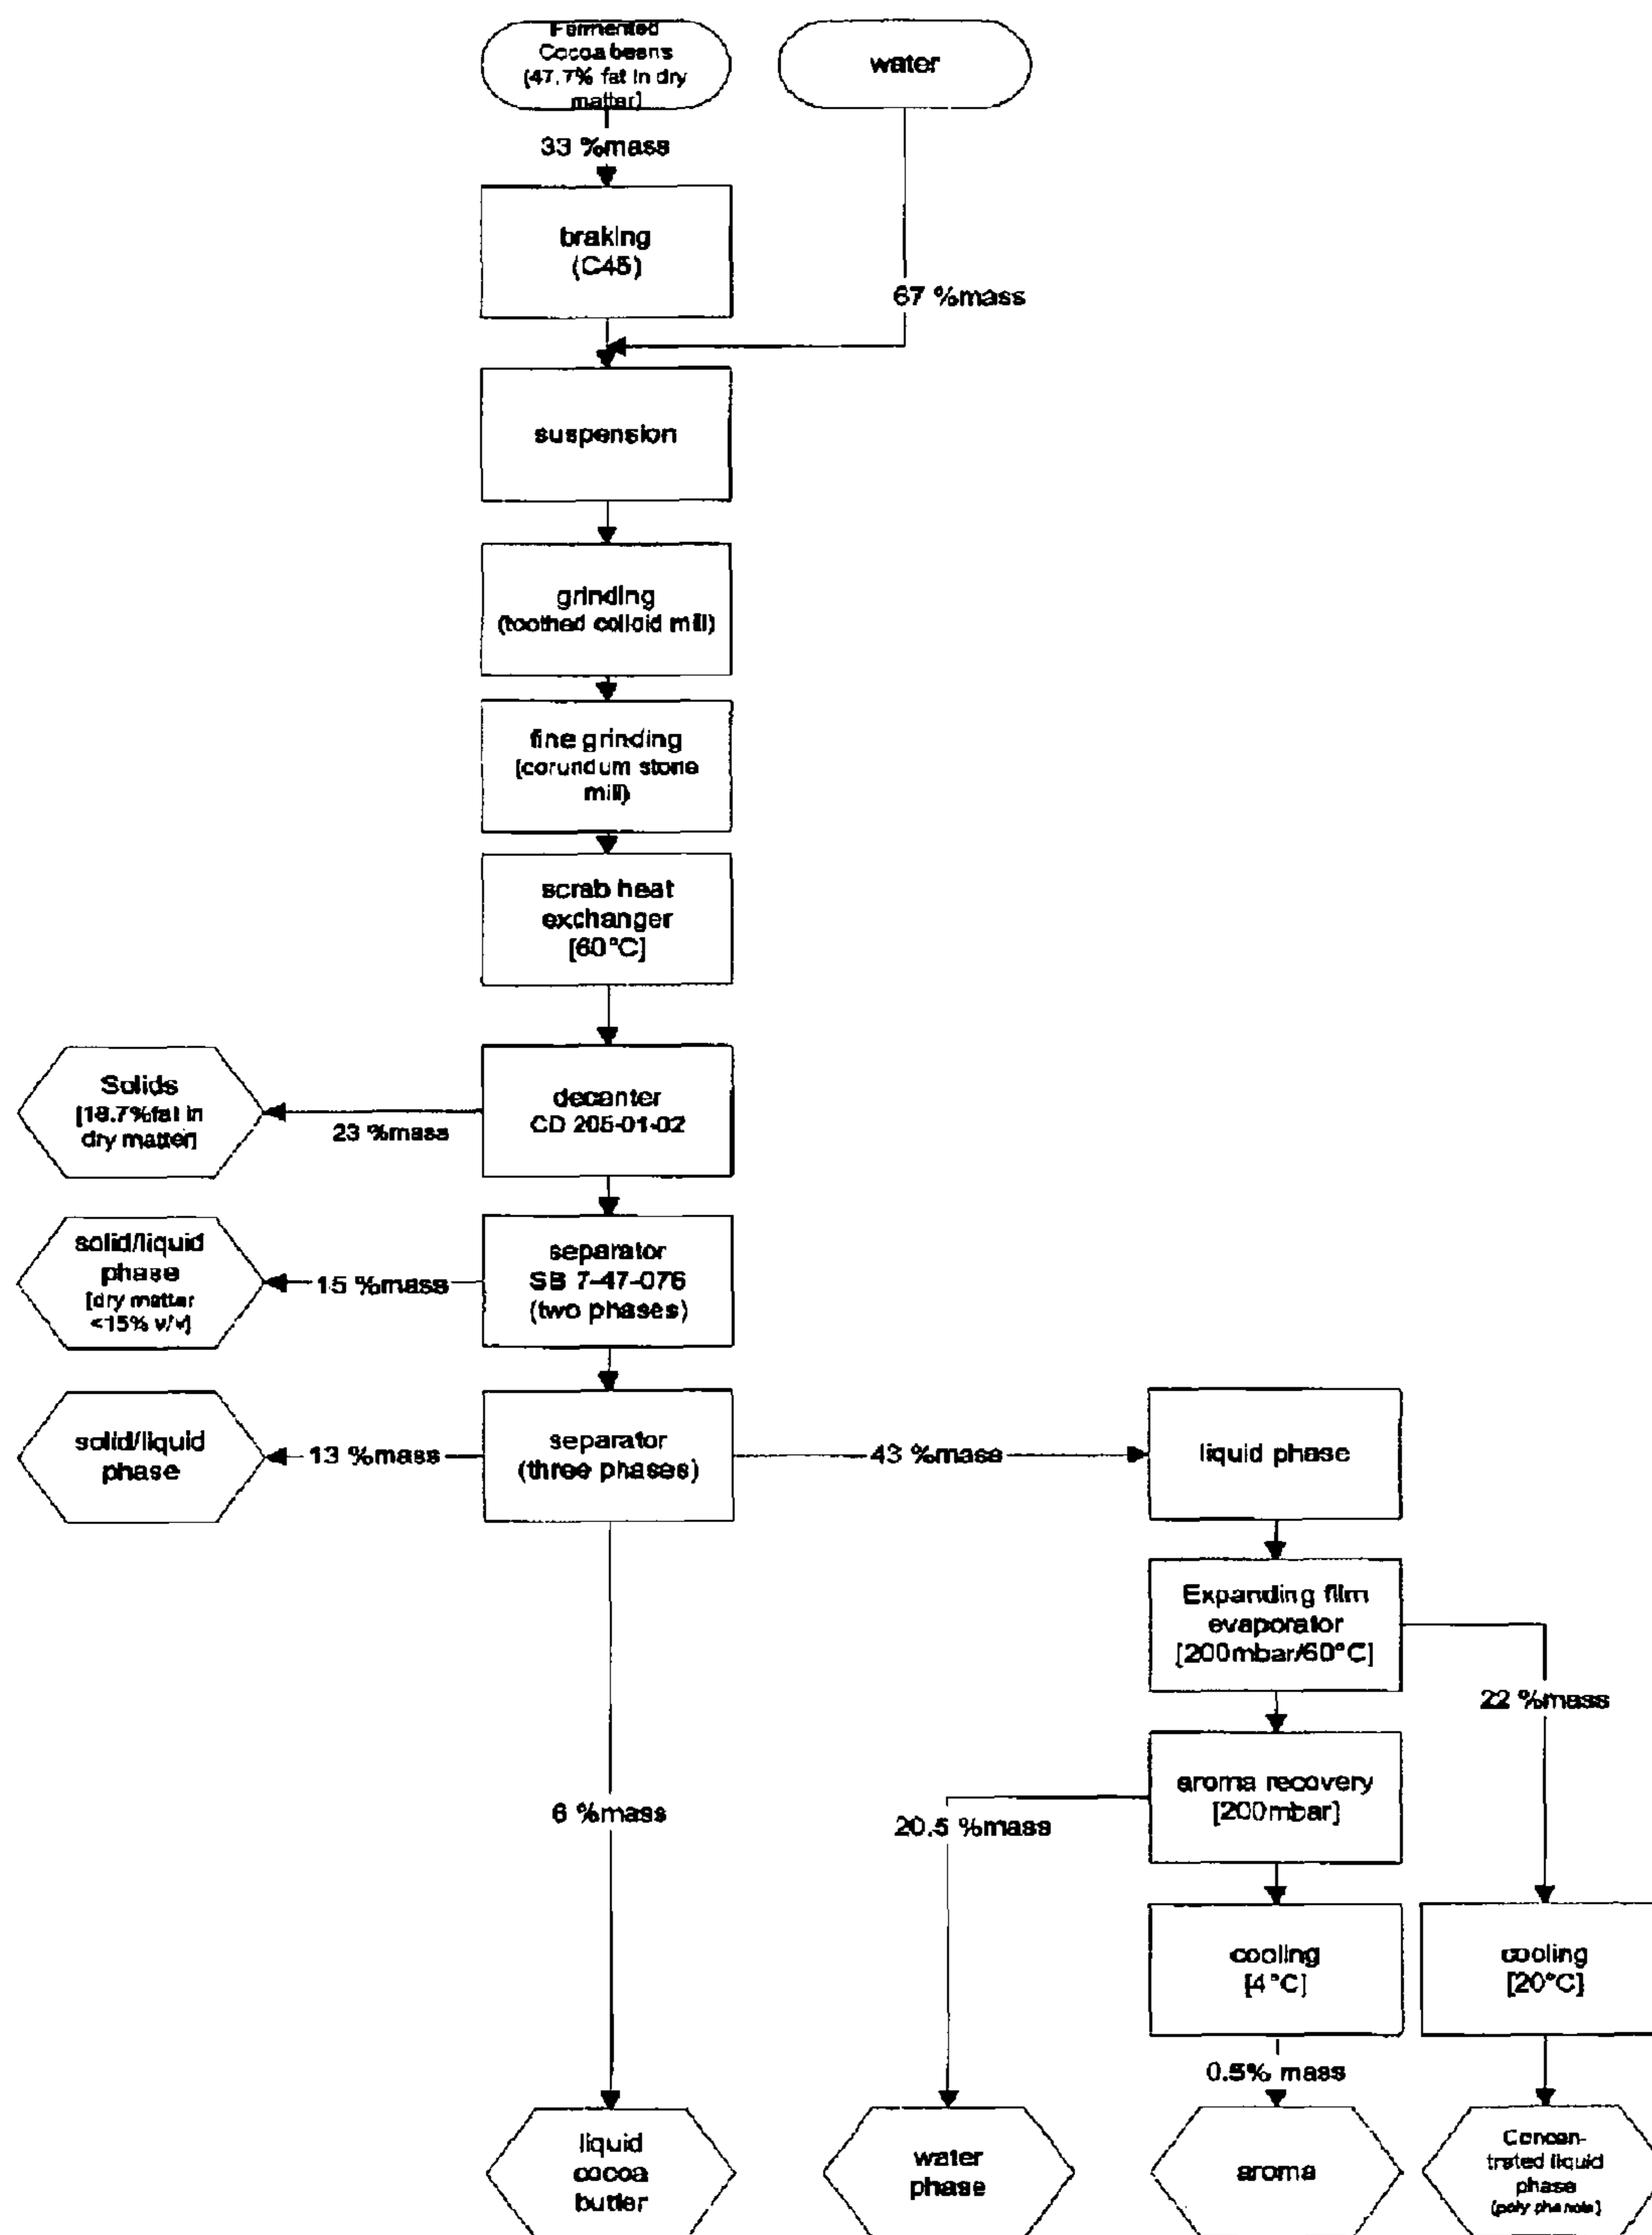 Fermented
Cocoa beans
[47.7% fat in dry
matter]
water
33 %mass
braking
(C45)
67 %mass
suspension
grinding
(toothed colloid mill)
fine grinding
[corundum stone
mill)
scrab heat
exchanger
[60°C]
Solids
[18.7%fat in
dry matter]
23 %mass
decanter
CD 205-01-02
solid/liquid
phase
[dry matter
<15% v/v]
15 %mass
separator
SB 7-47-076
(two phases)
solid/liquid
phase
13 %mass
separator
(three phases)
43 %mass
liquid phase
Expanding film
evaporator
[200mbar/60°C]
22 %mass
aroma recovery
[200mbar]
6 %mass
20.5 %mass
cooling
[4°C]
cooling
[20°C]
0.5% mass
liquid
cocoa
butter
water
phase
aroma
Concen-
trated liquid
phase
(poly phenols)